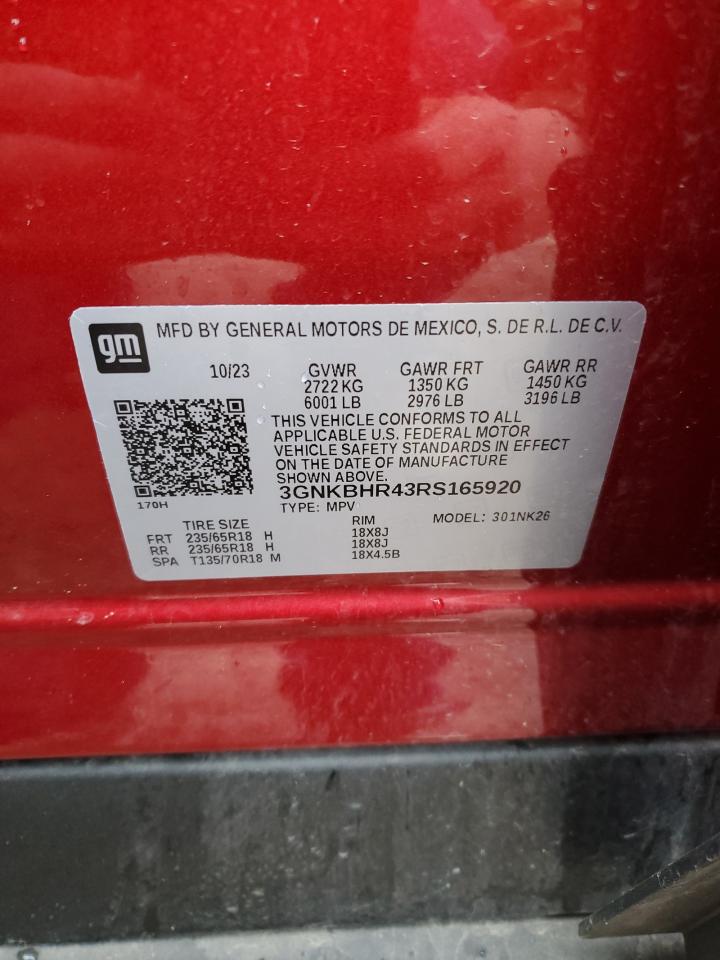 gm
MFD BY GENERAL MOTORS DE MEXICO, S. DE R.L. DE C.V.
10/23 GVWR GAWR FRT GAWR RR
2722 KG 1350 KG 1450 KG
6001 LB 2976 LB 3196 LB
THIS VEHICLE CONFORMS TO ALL
APPLICABLE U.S. FEDERAL MOTOR
VEHICLE SAFETY STANDARDS IN EFFECT
ON THE DATE OF MANUFACTURE
SHOWN ABOVE.
3GNKBHR43RS165920
170H
TYPE: MPV
MODEL: 301NK26
TIRE SIZE RIM
FRT 235/65R18 H 18X8J
RR 235/65R18 H 18X8J
SPA T135/70R18 M 18X4.5B